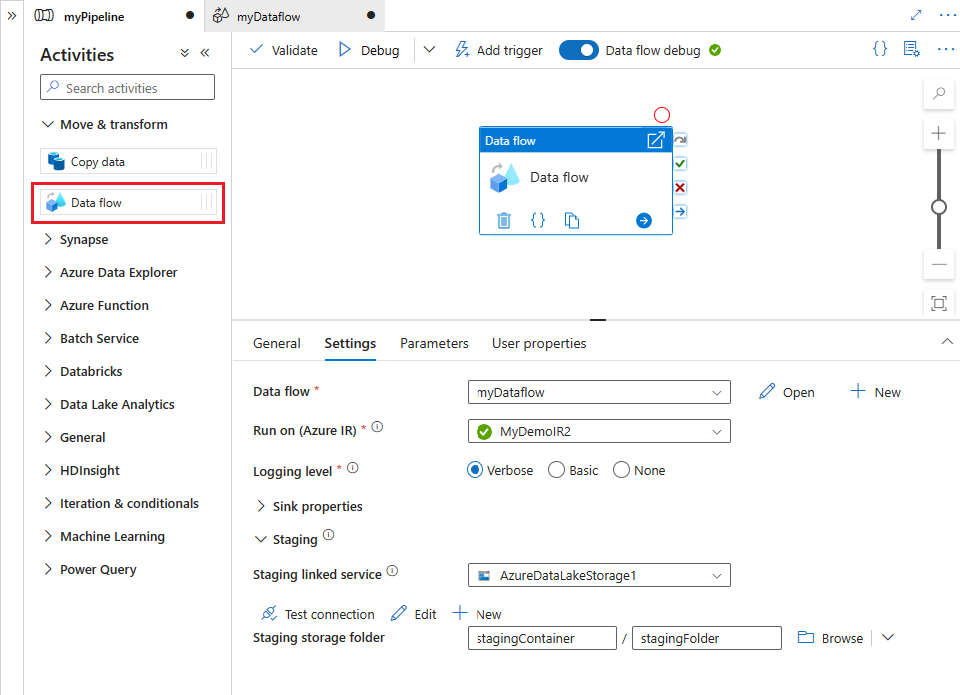 myPipeline
myDataflow
Activities
Search activities
Move & transform
Copy data
Data flow
Synapse
Azure Data Explorer
Azure Function
Batch Service
Databricks
Data Lake Analytics
General
HDInsight
Iteration & conditionals
Machine Learning
Power Query
Validate Debug Add trigger Data flow debug
Data flow
Data flow
General Settings Parameters User properties
Data flow * myDataflow Open New
Run on (Azure IR) * MyDemoIR2
Logging level * Verbose Basic None
Sink properties
Staging
Staging linked service AzureDataLakeStorage1
Test connection Edit New
Staging storage folder stagingContainer / stagingFolder Browse